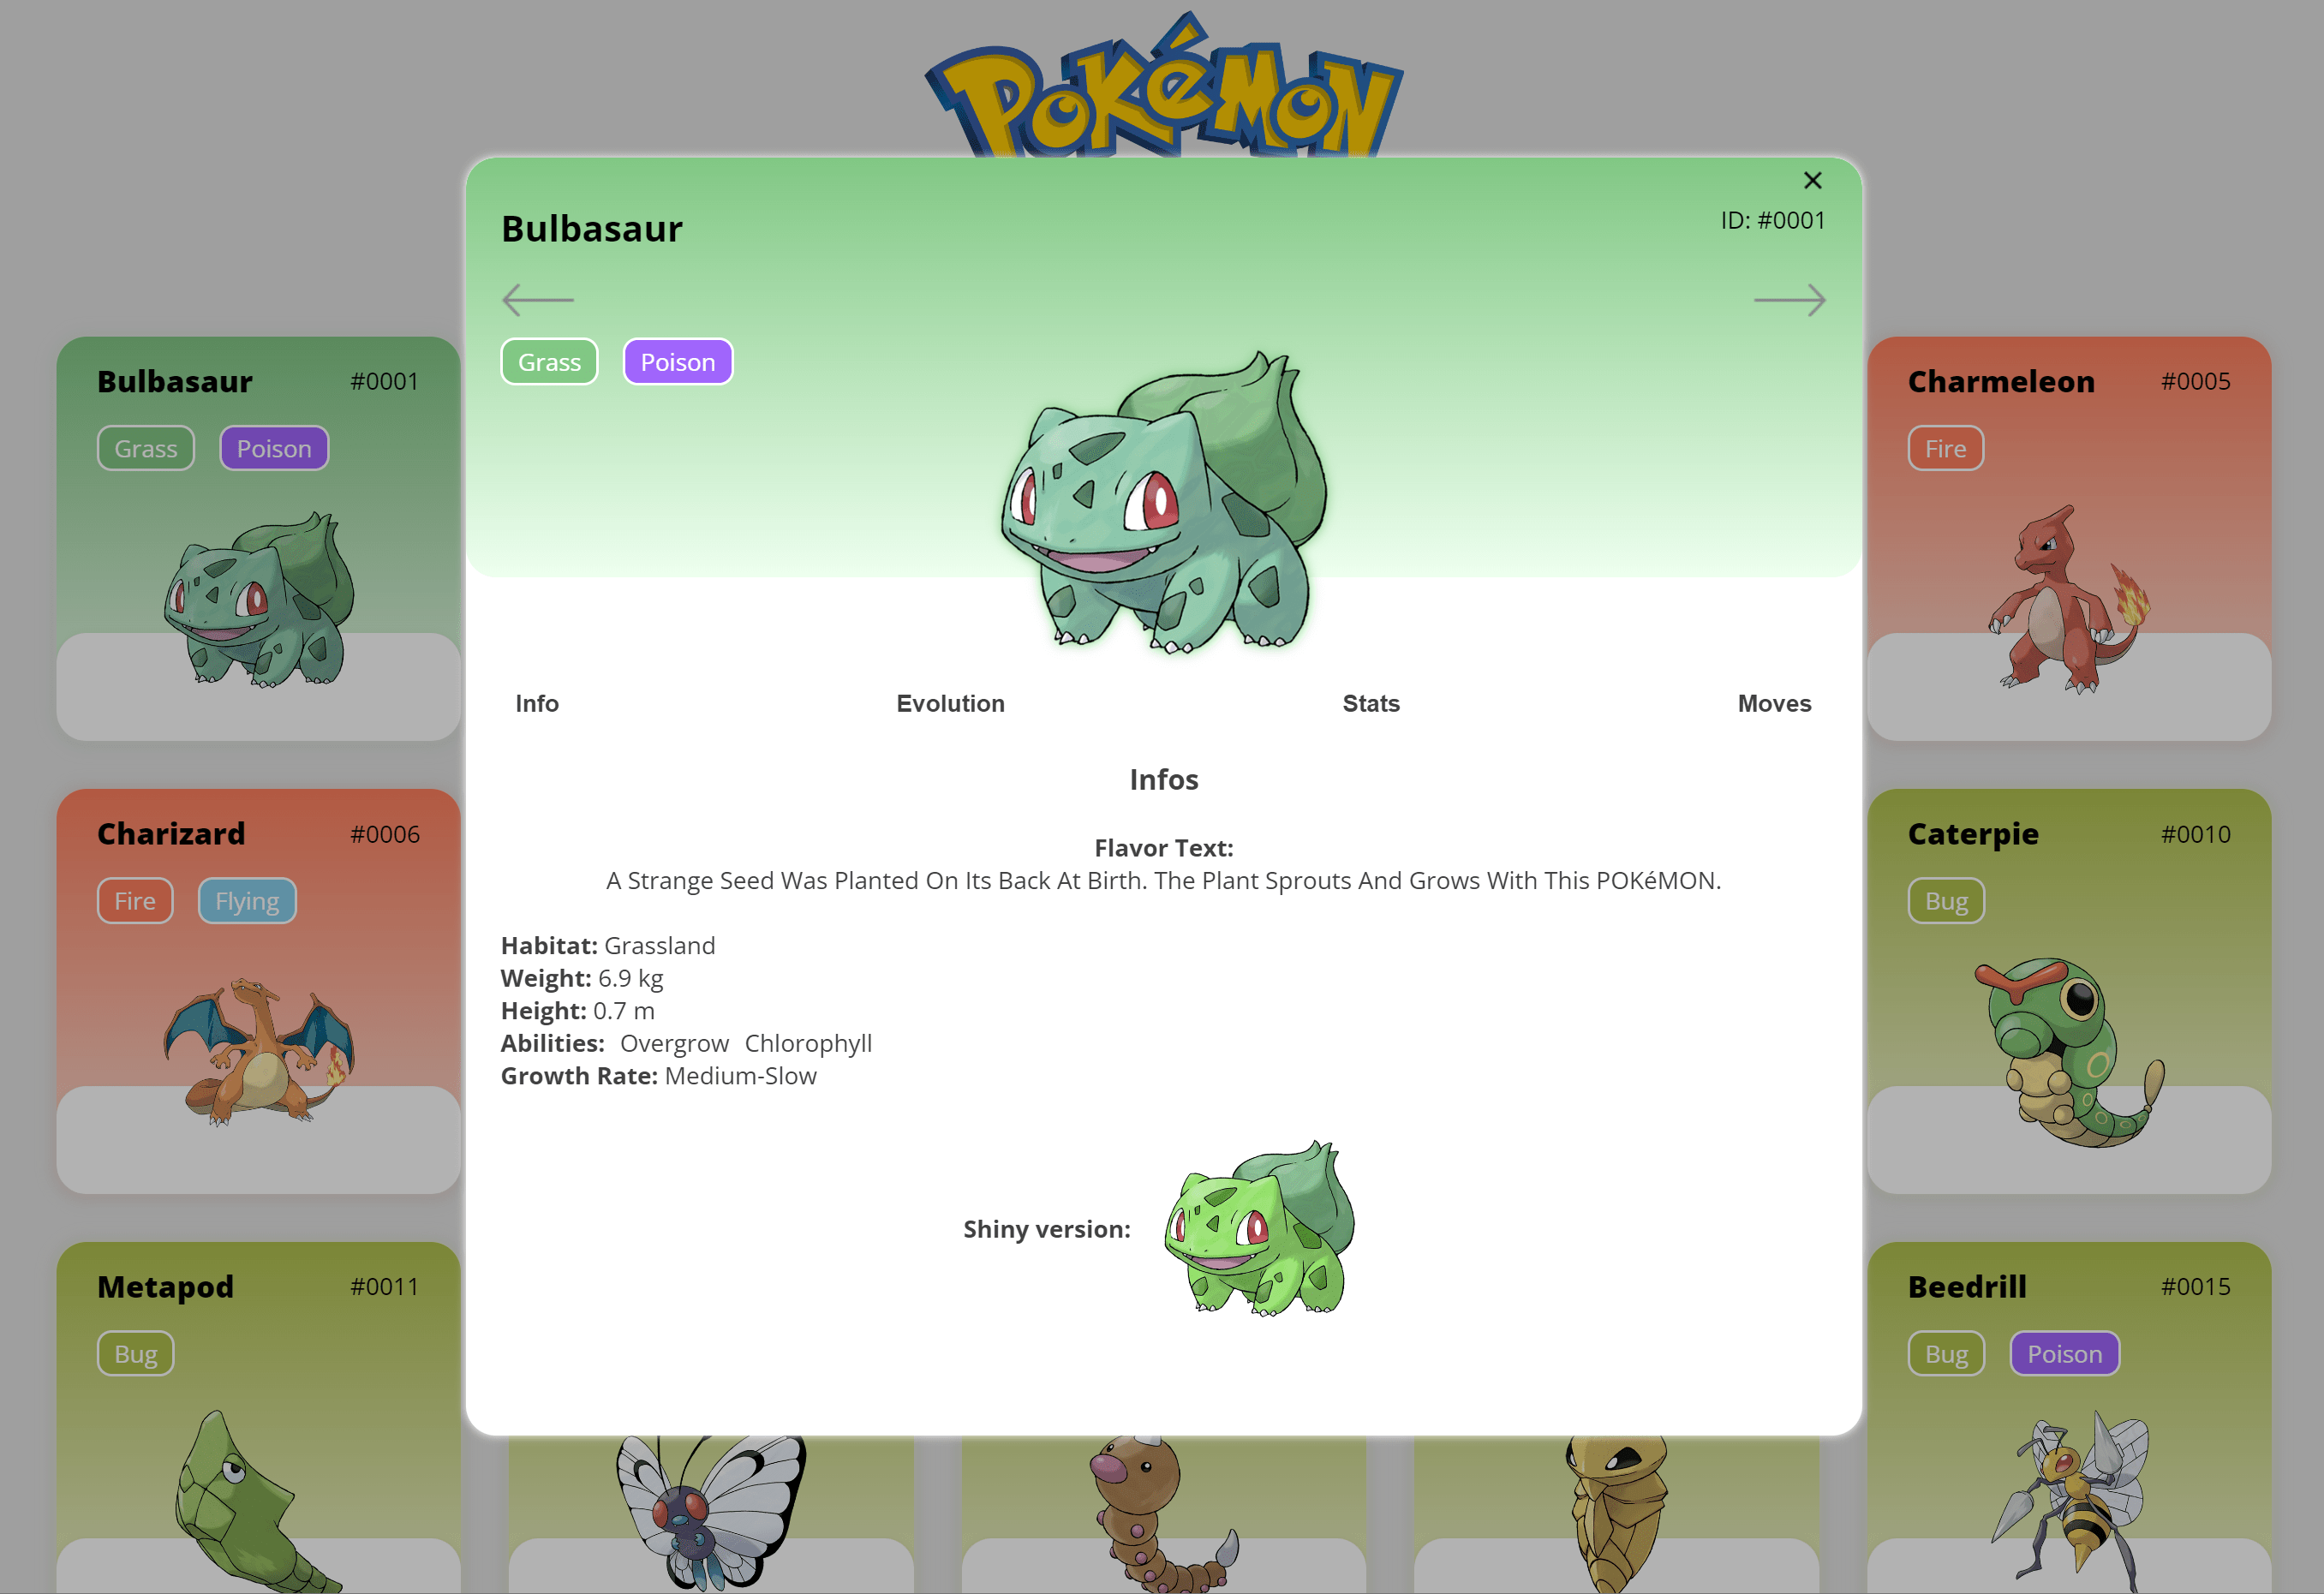 POKéMON
Bulbasaur
ID: #0001
Grass Poison
Info Evolution Stats Moves
Infos
Flavor Text:
A Strange Seed Was Planted On Its Back At Birth. The Plant Sprouts And Grows With This POKéMON.
Habitat: Grassland
Weight: 6.9 kg
Height: 0.7 m
Abilities: Overgrow Chlorophyll
Growth Rate: Medium-Slow
Shiny version:
Bulbasaur #0001
Grass Poison
Charmeleon #0005
Fire
Charizard #0006
Fire Flying
Caterpie #0010
Bug
Metapod #0011
Bug
Beedrill #0015
Bug Poison